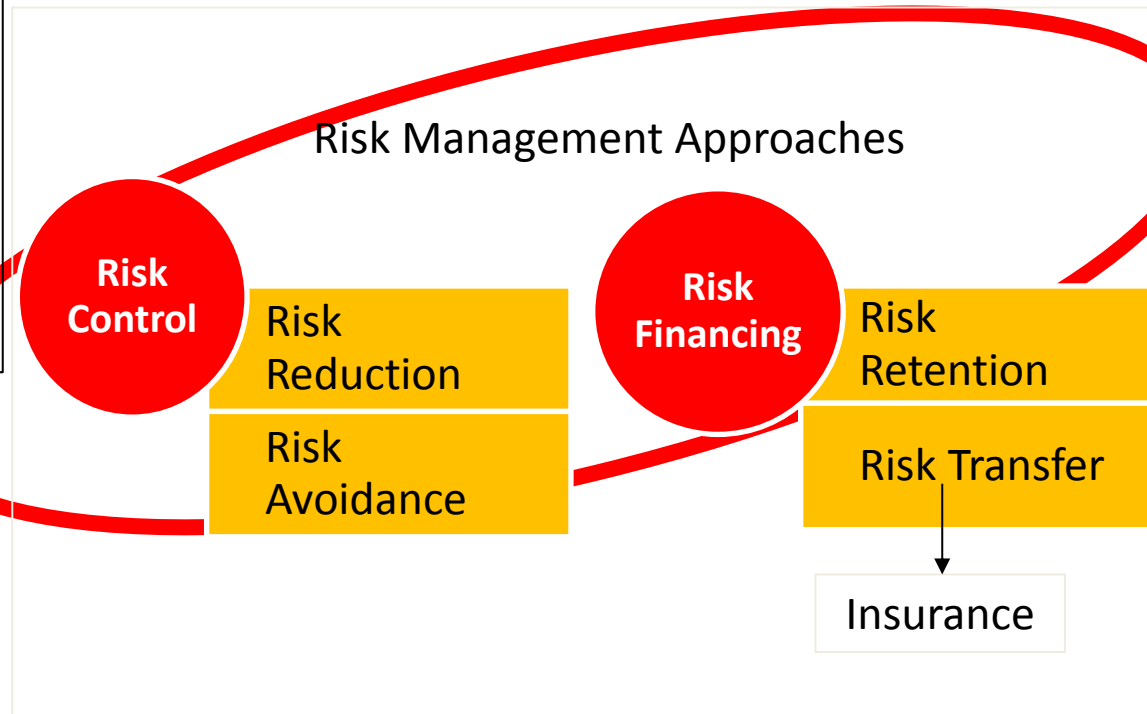 Risk Management Approaches
Risk
Control
Risk
Reduction
Risk
Avoidance
Risk
Financing
Risk
Retention
Risk Transfer
Insurance